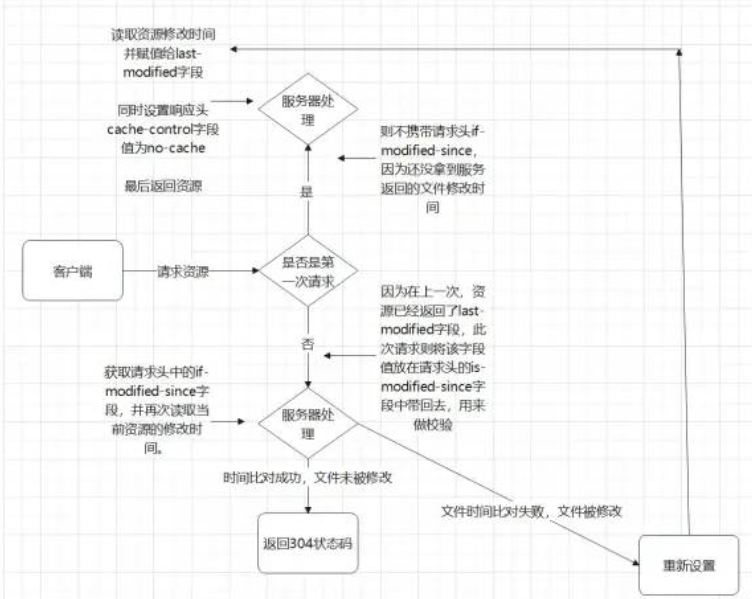 读取资源修改时间
并赋值给last-
modified字段
同时设置响应头
cache-control字段
值为no-cache
最后返回资源
服务器处
理
则不携带请求头if-
modified-since,
因为还没拿到服务
返回的文件修改时
间
是
客户端
请求资源
是否是第
一次请求
因为在上一次，资
源已经返回了last-
modified字段，此
次请求则将该字段
值放在请求头的is-
modified-since字
段中带回去，用来
做校验
否
获取请求头中的if-
modified-since字
段，并再次读取当
前资源的修改时
间。
服务器处
理
时间比对成功，文件未被修改
文件时间比对失败，文件被修改
返回304状态码
重新设置